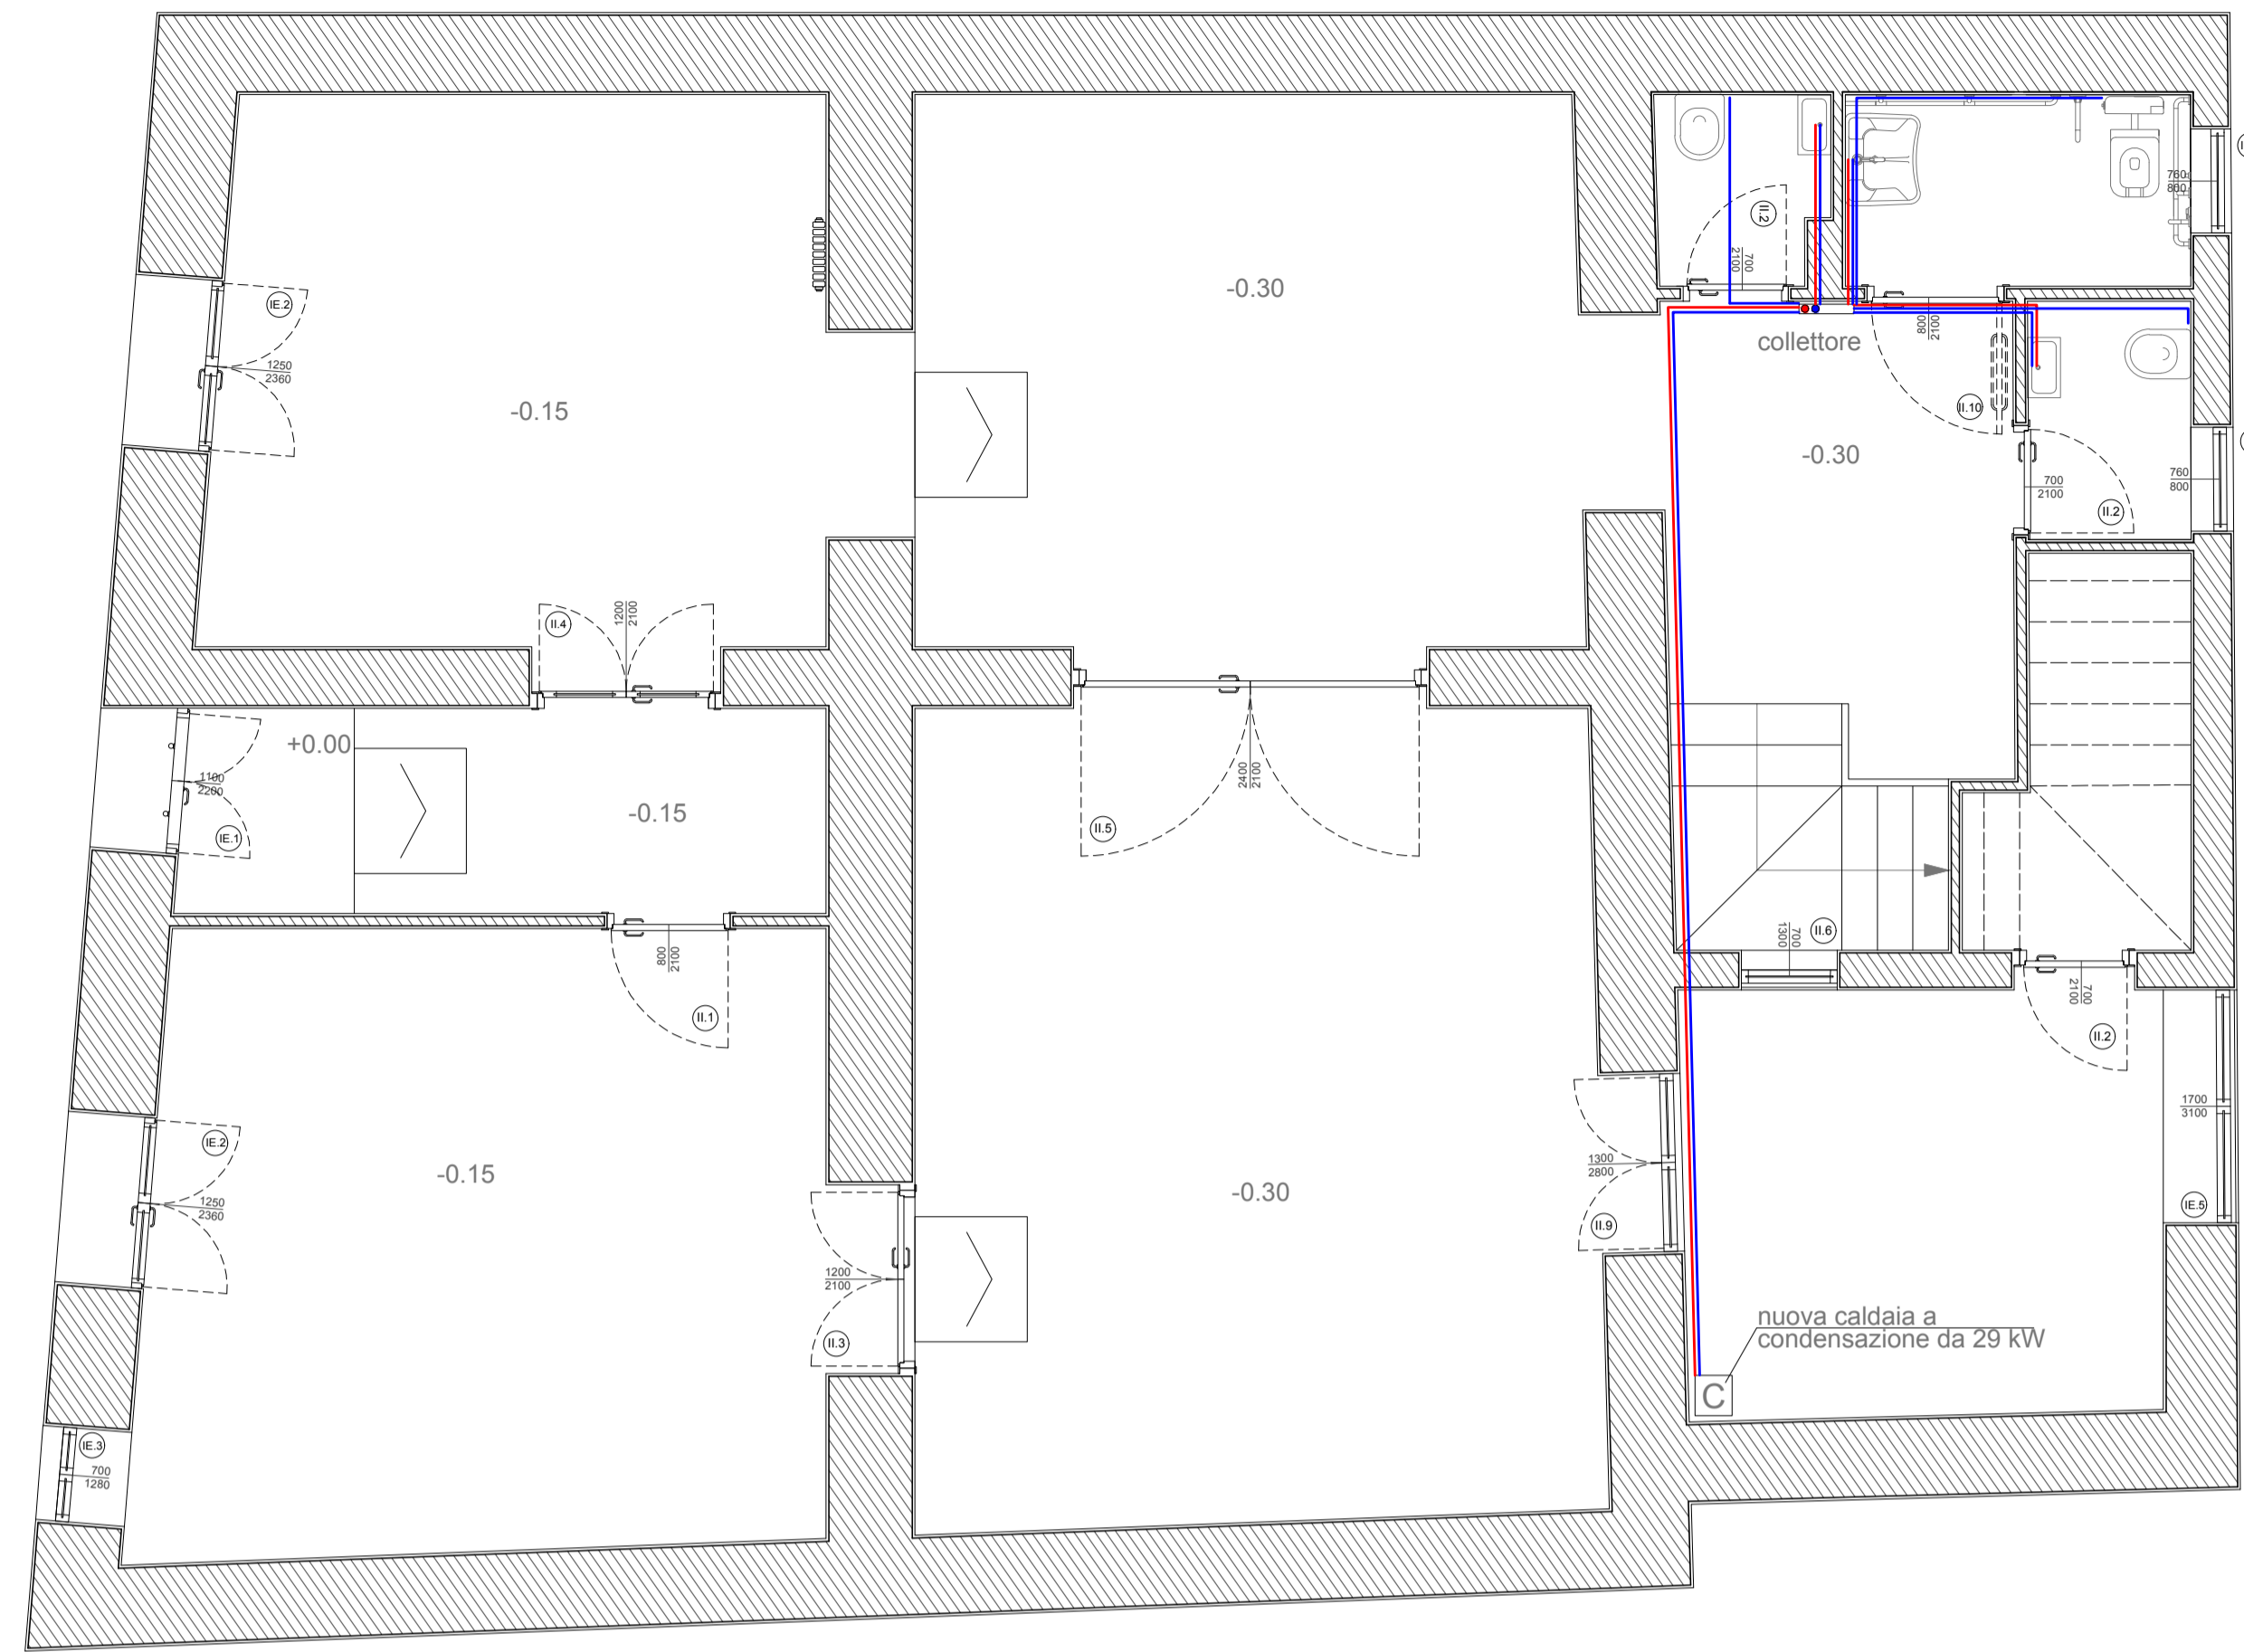 760
800
II.2
700
2100
-0.30
IE.2
1250
2360
collettore
800
2100
-0.15
II.10
-0.30
760
800
700
2100
II.2
II.4
1200
2100
+0.00
1100
2200
IE.1
-0.15
2400
2100
II.5
II.6
700
1300
800
2100
II.1
700
2100
II.2
IE.2
1250
2360
-0.15
-0.30
1300
2800
II.9
1700
3100
IE.5
1200
2100
II.3
nuova caldaia a
condensazione da 29 kW
C
IE.3
700
1280